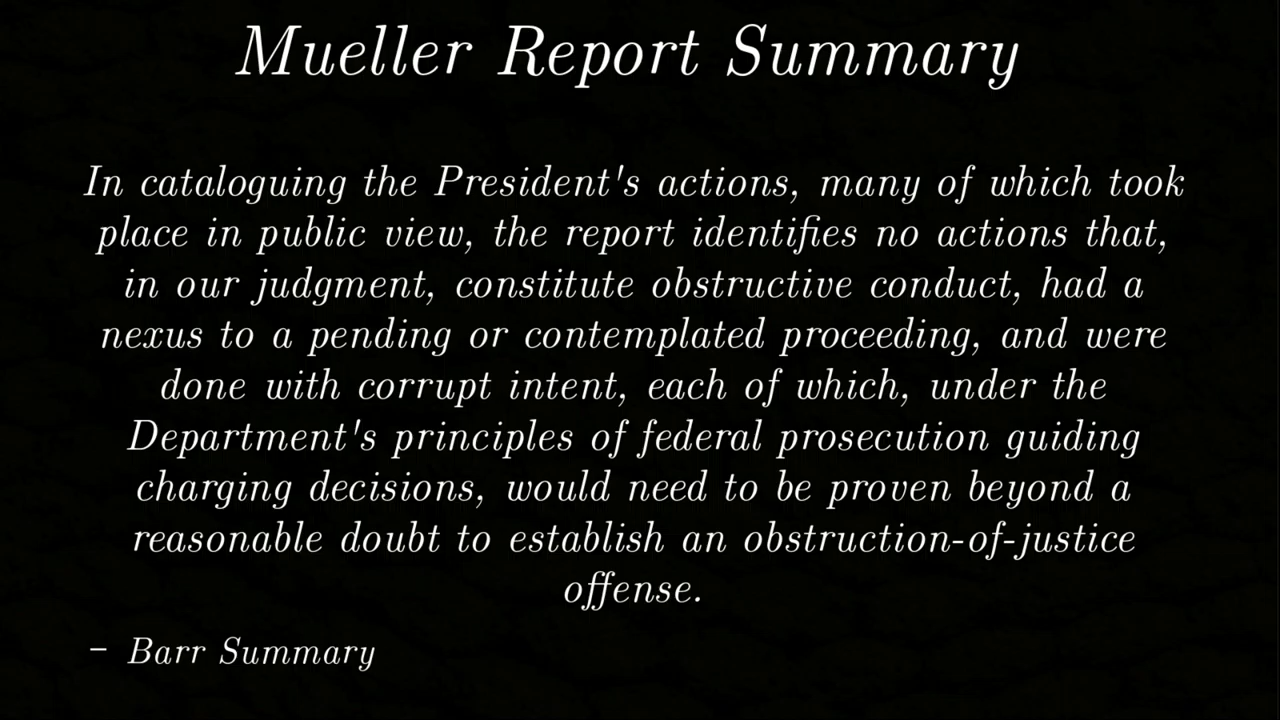 Mueller Report Summary
In cataloguing the President's actions, many of which took
place in public view, the report identifies no actions that,
in our judgment, constitute obstructive conduct, had a
nexus to a pending or contemplated proceeding, and were
done with corrupt intent, each of which, under the
Department's principles of federal prosecution guiding
charging decisions, would need to be proven beyond a
reasonable doubt to establish an obstruction-of-justice
offense.
- Barr Summary